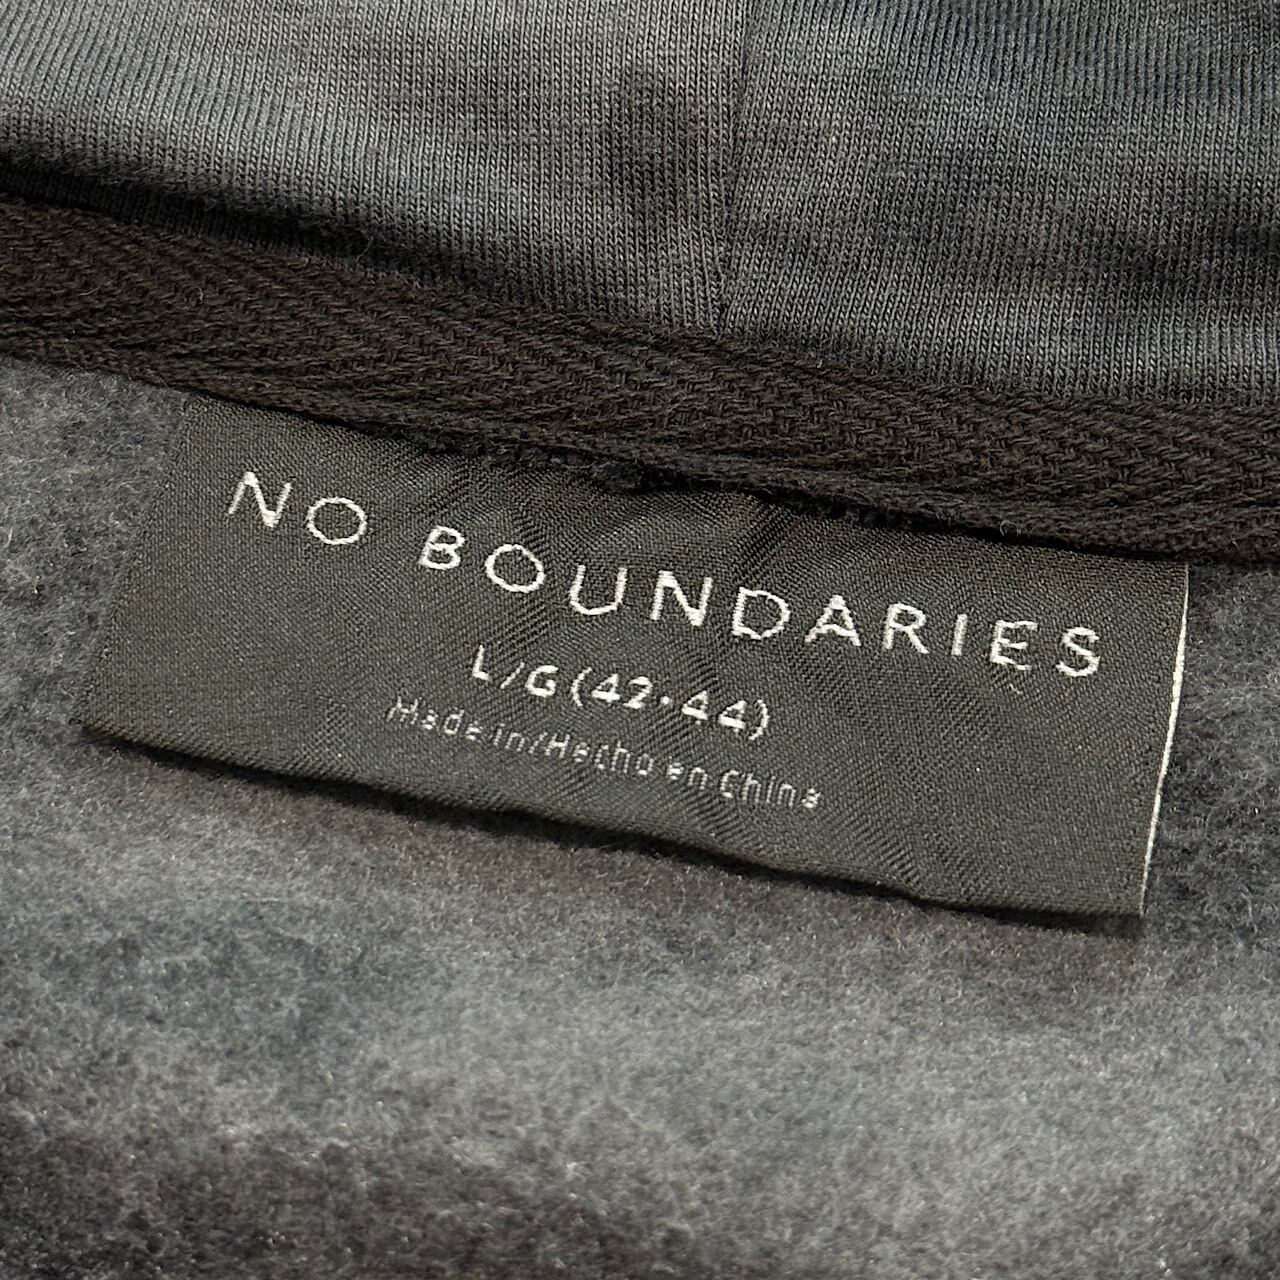 NO BOUNDARIES
L/G (42-44)
Made in/Hecho en China